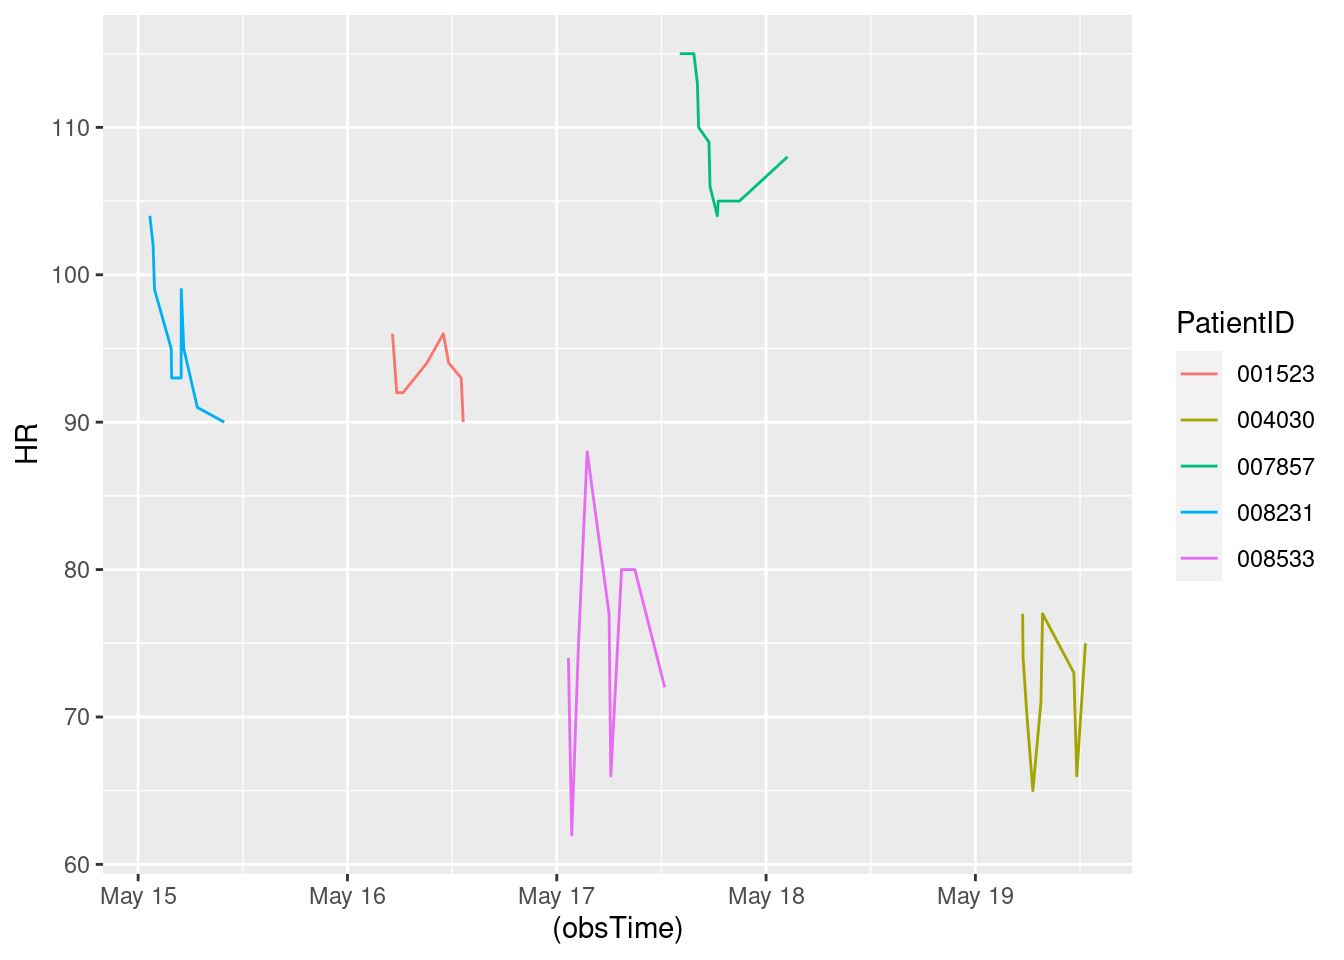 110
100
90
80
70
60
HR
May 15
May 16
May 17
May 18
May 19
(obsTime)
PatientID
001523
004030
007857
008231
008533